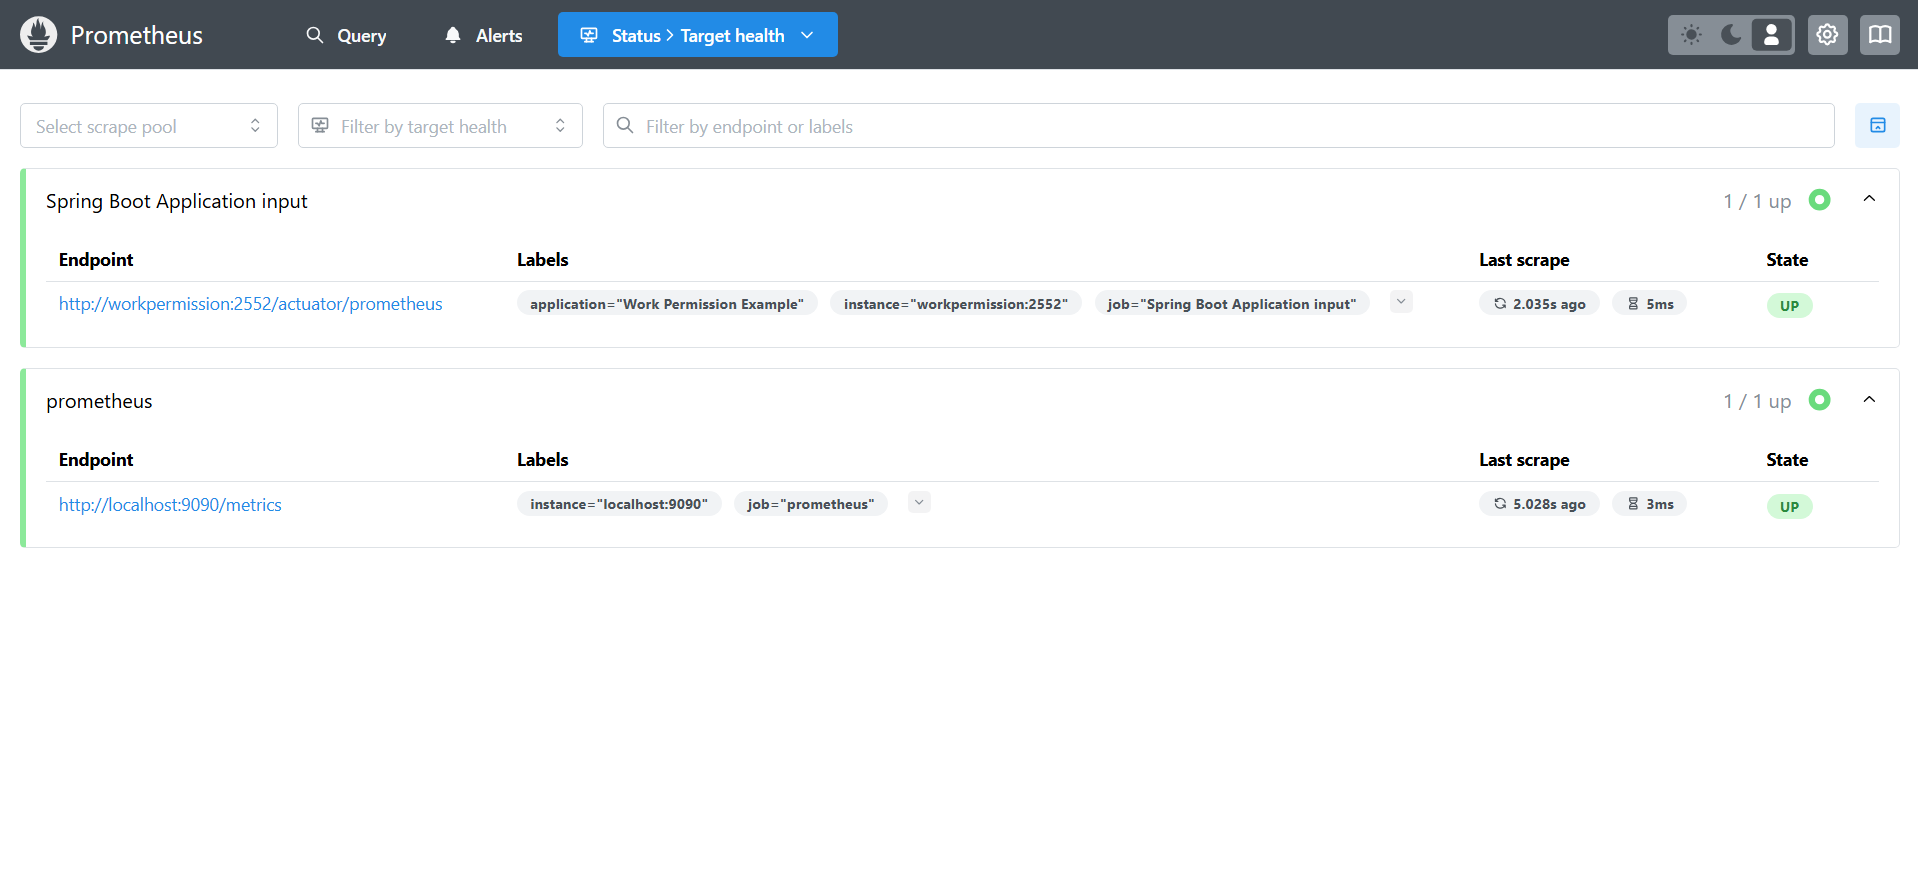 Prometheus Query Alerts Status > Target health
Select scrape pool Filter by target health Filter by endpoint or labels
Spring Boot Application input 1 / 1 up
Endpoint Labels Last scrape State
http://workpermission:2552/actuator/prometheus application="Work Permission Example" instance="workpermission:2552" job="Spring Boot Application input" 2.035s ago 5ms UP
prometheus 1 / 1 up
Endpoint Labels Last scrape State
http://localhost:9090/metrics instance="localhost:9090" job="prometheus" 5.028s ago 3ms UP